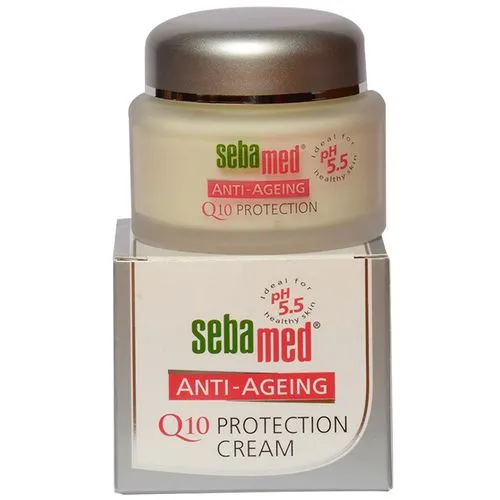 sebamed®
Ideal for
pH
5.5
healthy skin
ANTI-AGEING
Q10 PROTECTION
Ideal for
pH
5.5
healthy skin
sebamed®
ANTI-AGEING
Q10 PROTECTION
CREAM